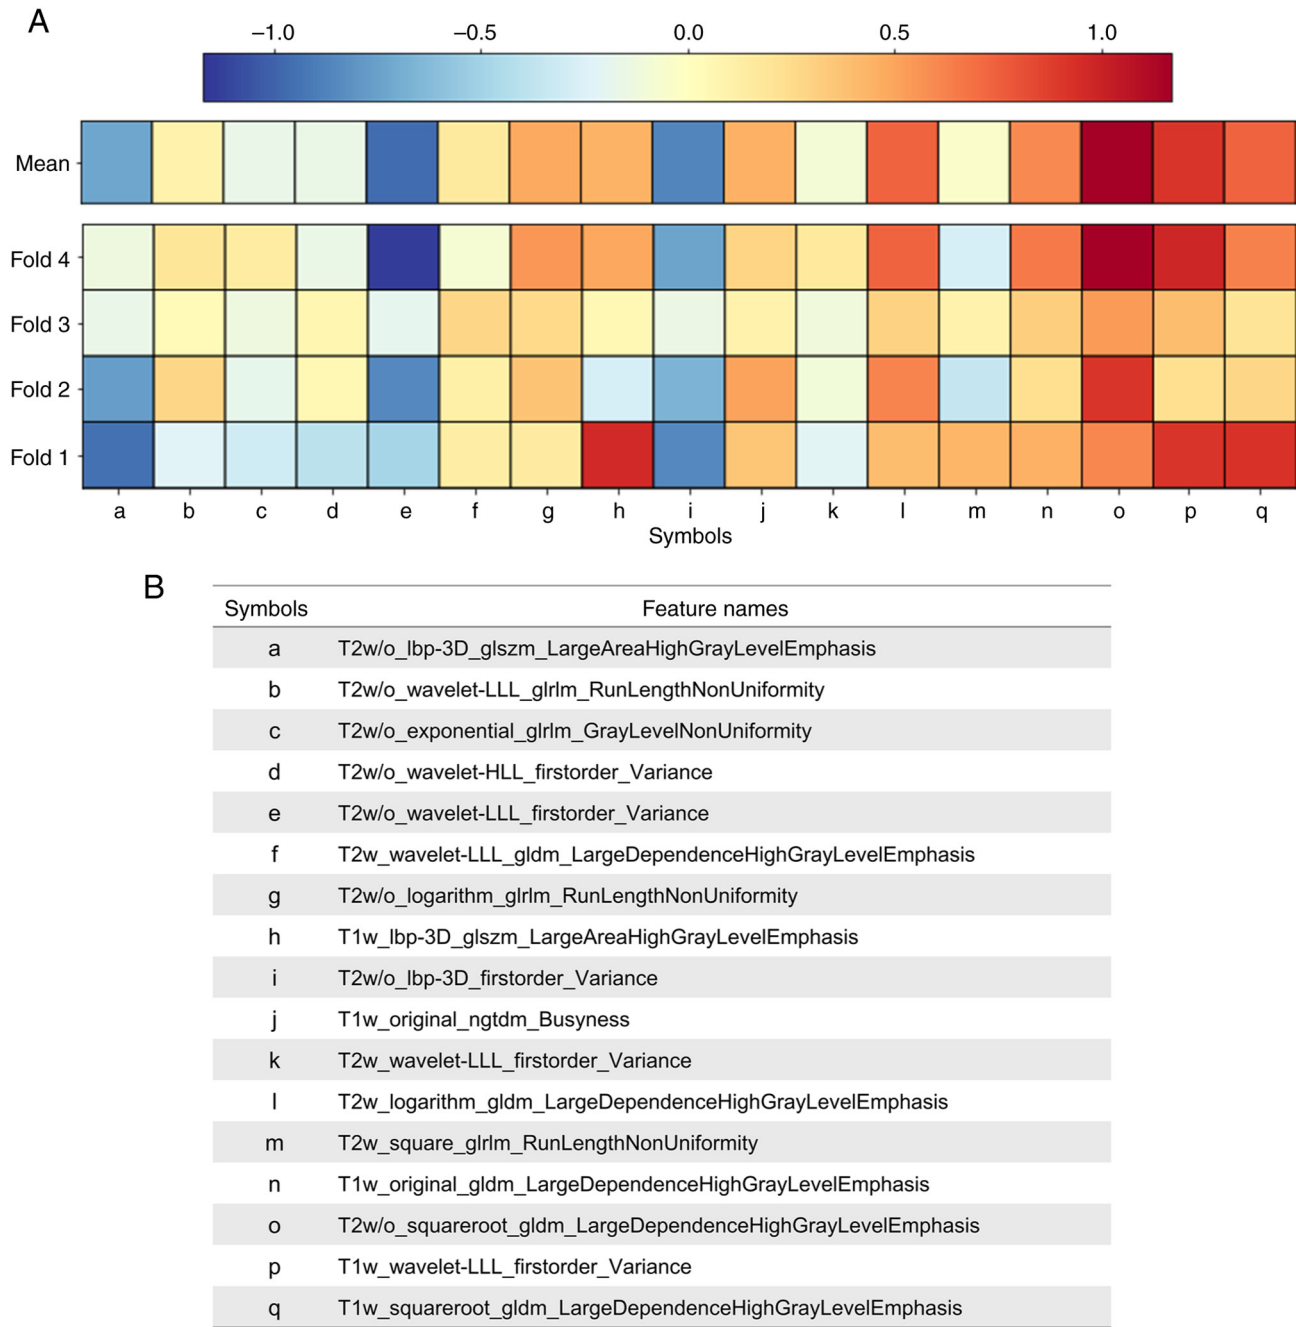 A
−1.0 −0.5 0.0 0.5 1.0
Mean
Fold 4
Fold 3
Fold 2
Fold 1
a b c d e f g h i j k l m n o p q
Symbols
B
Symbols Feature names
a T2w/o_lbp-3D_glszm_LargeAreaHighGrayLevelEmphasis
b T2w/o_wavelet-LLL_glrlm_RunLengthNonUniformity
c T2w/o_exponential_glrlm_GrayLevelNonUniformity
d T2w/o_wavelet-HLL_firstorder_Variance
e T2w/o_wavelet-LLL_firstorder_Variance
f T2w_wavelet-LLL_gldm_LargeDependenceHighGrayLevelEmphasis
g T2w/o_logarithm_glrlm_RunLengthNonUniformity
h T1w_lbp-3D_glszm_LargeAreaHighGrayLevelEmphasis
i T2w/o_lbp-3D_firstorder_Variance
j T1w_original_ngtdm_Busyness
k T2w_wavelet-LLL_firstorder_Variance
l T2w_logarithm_gldm_LargeDependenceHighGrayLevelEmphasis
m T2w_square_glrlm_RunLengthNonUniformity
n T1w_original_gldm_LargeDependenceHighGrayLevelEmphasis
o T2w/o_squareroot_gldm_LargeDependenceHighGrayLevelEmphasis
p T1w_wavelet-LLL_firstorder_Variance
q T1w_squareroot_gldm_LargeDependenceHighGrayLevelEmphasis